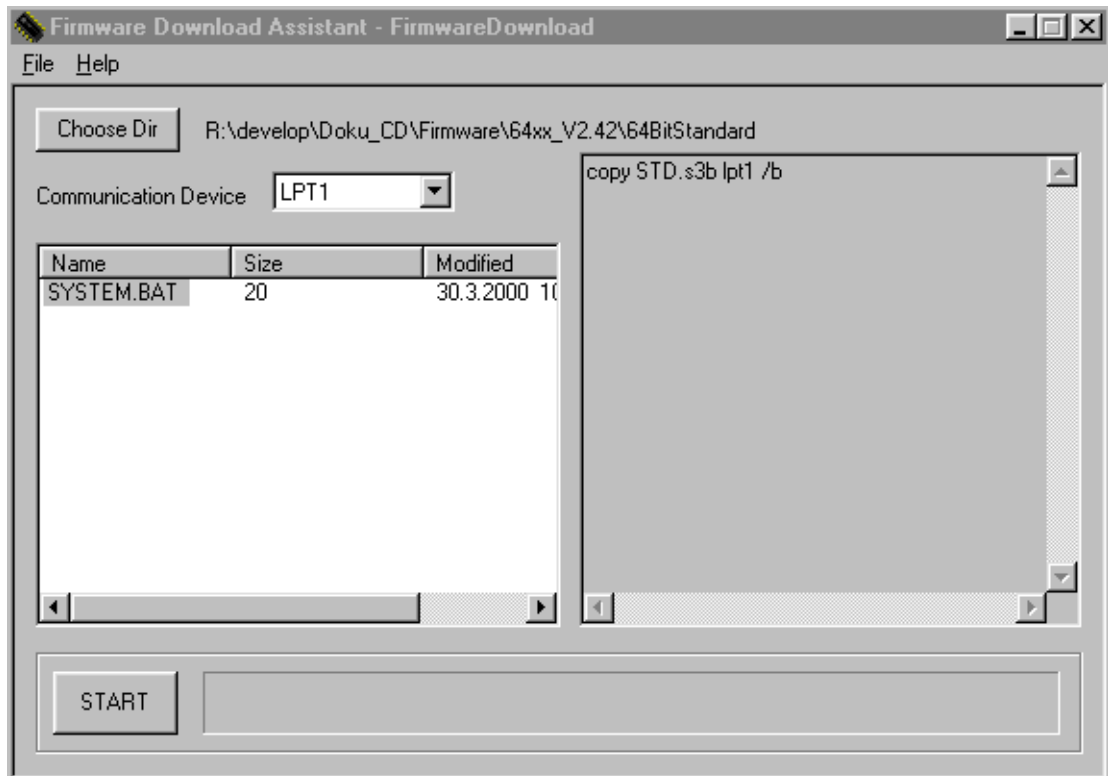 Firmware Download Assistant - FirmwareDownload
File Help
Choose Dir R:\develop\Doku_CD\Firmware\64xx_V2.42\64BitStandard
Communication Device LPT1
copy STD.s3b lpt1 /b
Name Size Modified
SYSTEM.BAT 20 30.3.2000
START